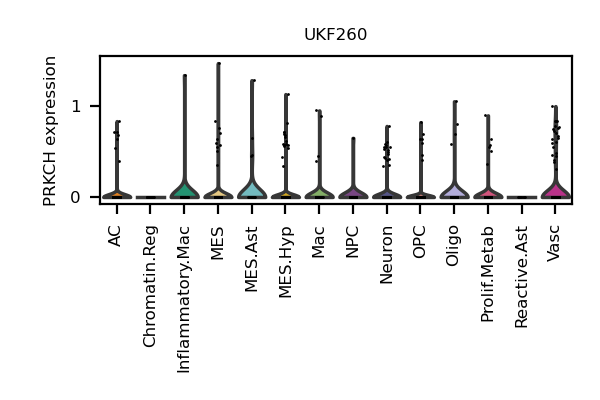 UKF260
PRKCH expression
1
0
AC
Chromatin.Reg
Inflammatory.Mac
MES
MES.Ast
MES.Hyp
Mac
NPC
Neuron
OPC
Oligo
Prolif.Metab
Reactive.Ast
Vasc